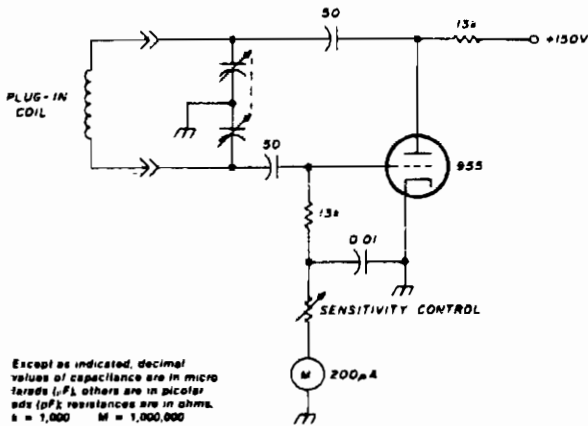 50
13k
+150V
PLUG-IN
COIL
50
955
13k
0.01
SENSITIVITY CONTROL
M
200µA
Except as indicated, decimal
values of capacitance are in micro
farads (µF), others are in picofar
ads (pF); resistances are in ohms.
k = 1,000 M = 1,000,000